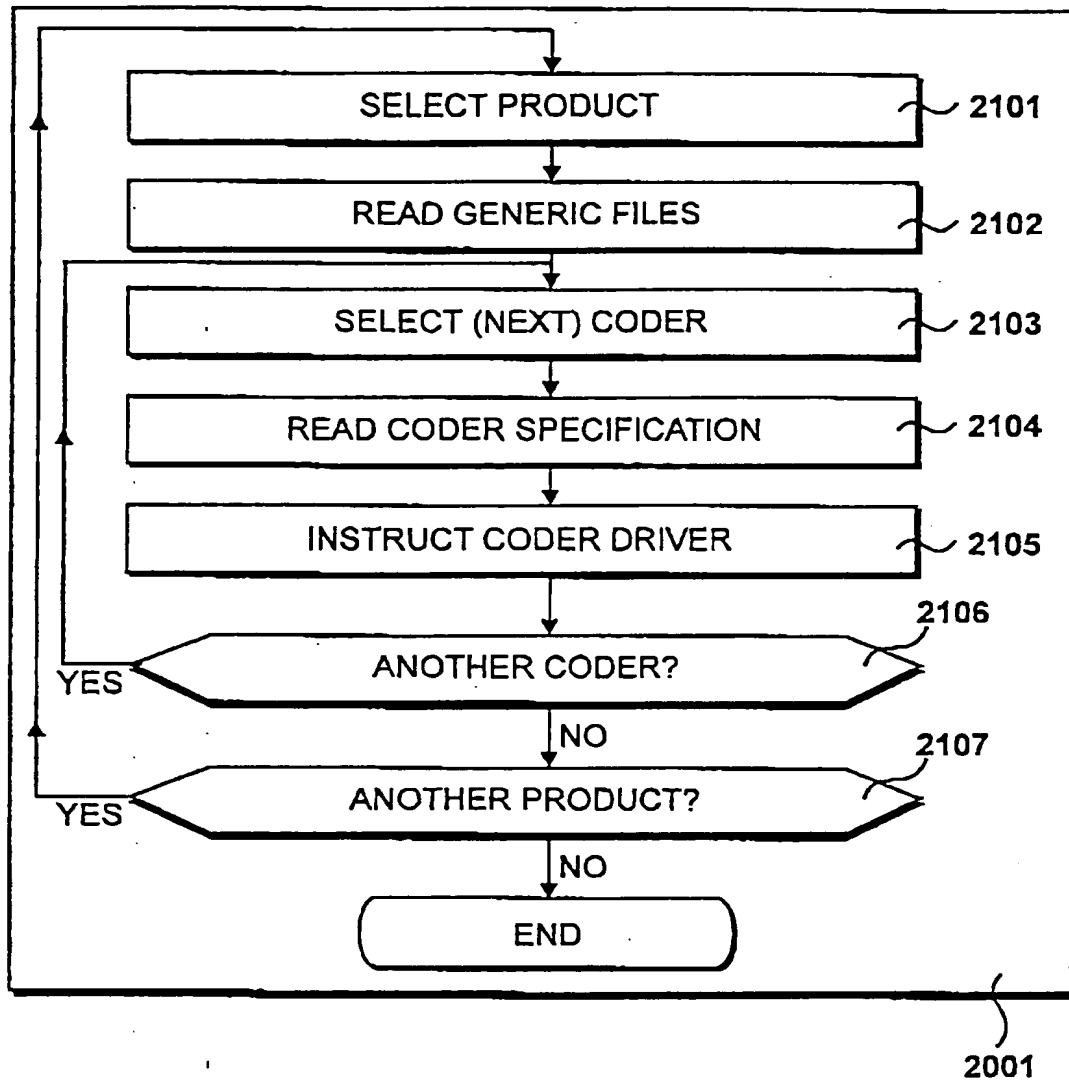 SELECT PRODUCT 2101
READ GENERIC FILES 2102
SELECT (NEXT) CODER 2103
READ CODER SPECIFICATION 2104
INSTRUCT CODER DRIVER 2105
2106
ANOTHER CODER?
YES
NO
2107
ANOTHER PRODUCT?
YES
NO
END
2001